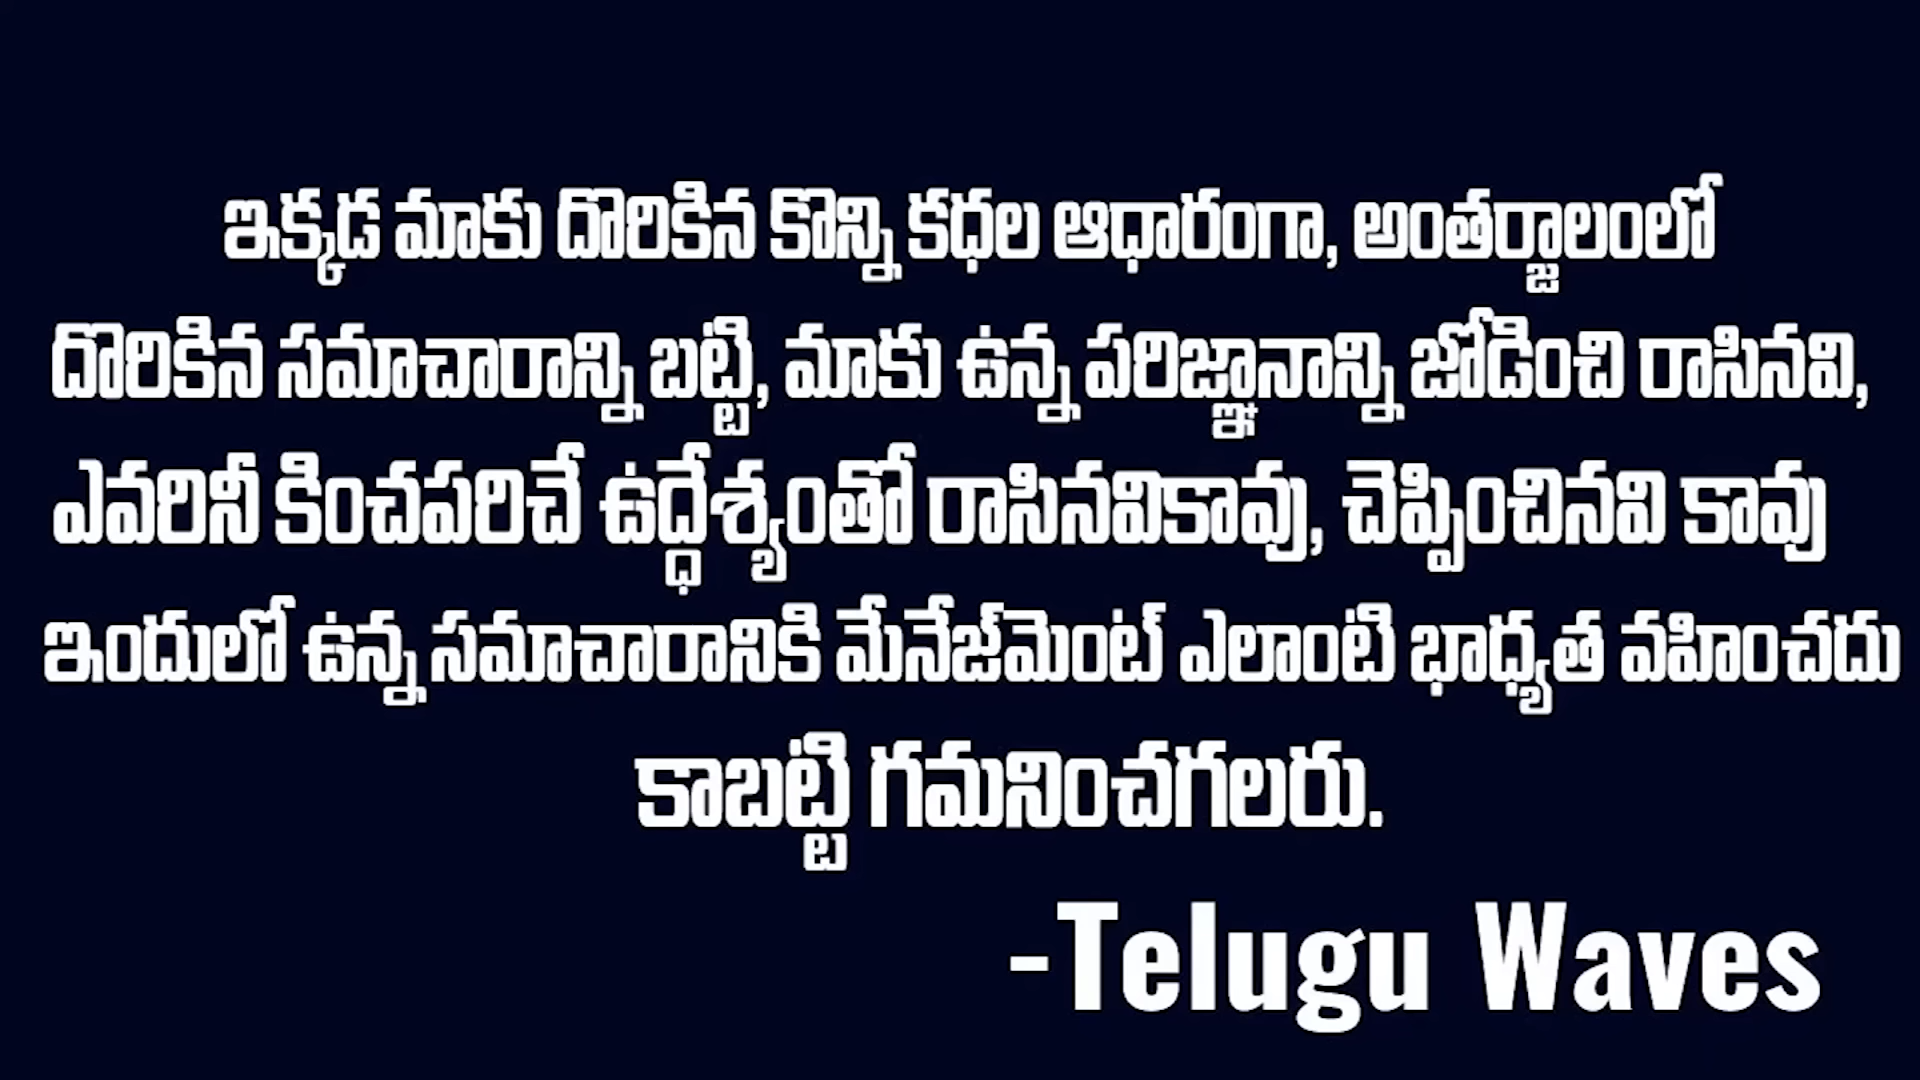 ఇక్కడ మాకు దొరికిన కొన్ని కధల ఆధారంగా, అంతర్జాలంలో
దొరికిన సమాచారాన్ని బట్టి, మాకు ఉన్న పరిజ్ఞానాన్ని జోడించి రాసినవి,
ఎవరినీ కించపరిచే ఉద్ధేశ్యంతో రాసినవికావు, చెప్పించినవి కావు
ఇందులో ఉన్న సమాచారానికి మేనేజ్‌మెంట్ ఎలాంటి భాధ్యత వహించదు
కాబట్టి గమనించగలరు.
-Telugu Waves